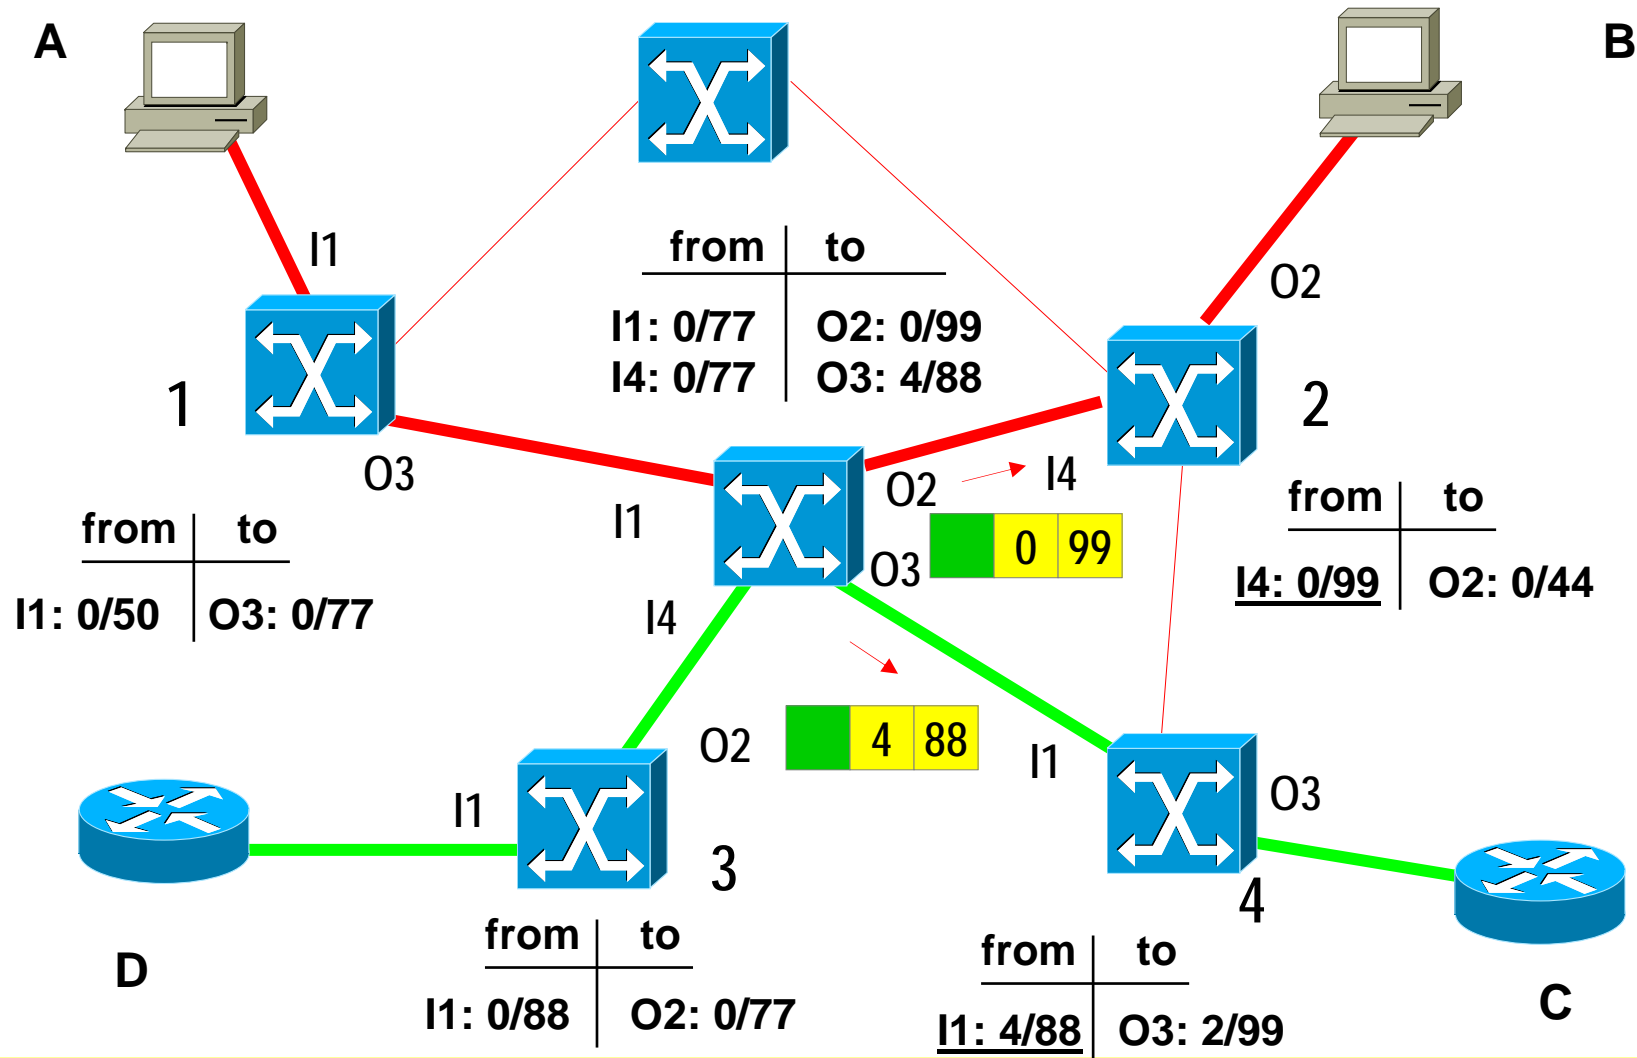 A
B
I1
from to
O2
I1: 0/77 O2: 0/99
I4: 0/77 O3: 4/88
1
2
O3
O2 I4
from to
I1
from to
0 99
O3
I4: 0/99 O2: 0/44
I1: 0/50 O3: 0/77
I4
O2
4 88
I1
I1
O3
3
4
from to
from to
D
C
I1: 0/88 O2: 0/77
I1: 4/88 O3: 2/99